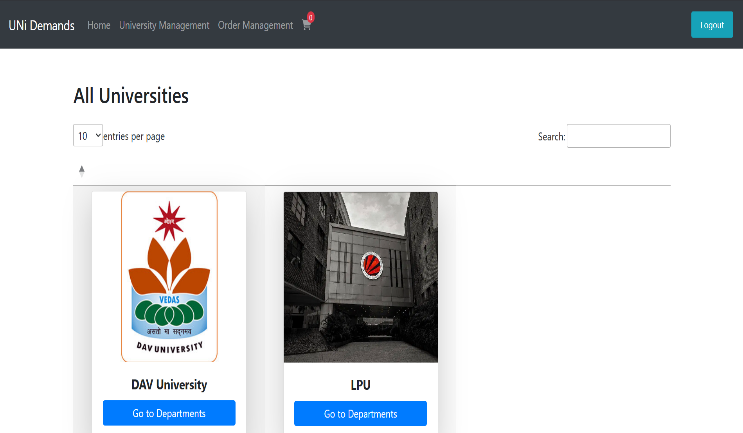 UNi Demands Home University Management Order Management 0 Logout
All Universities
10 entries per page Search:
VEDAS
असतो मा सद्गमय
DAV UNIVERSITY
DAV University LPU
Go to Departments Go to Departments